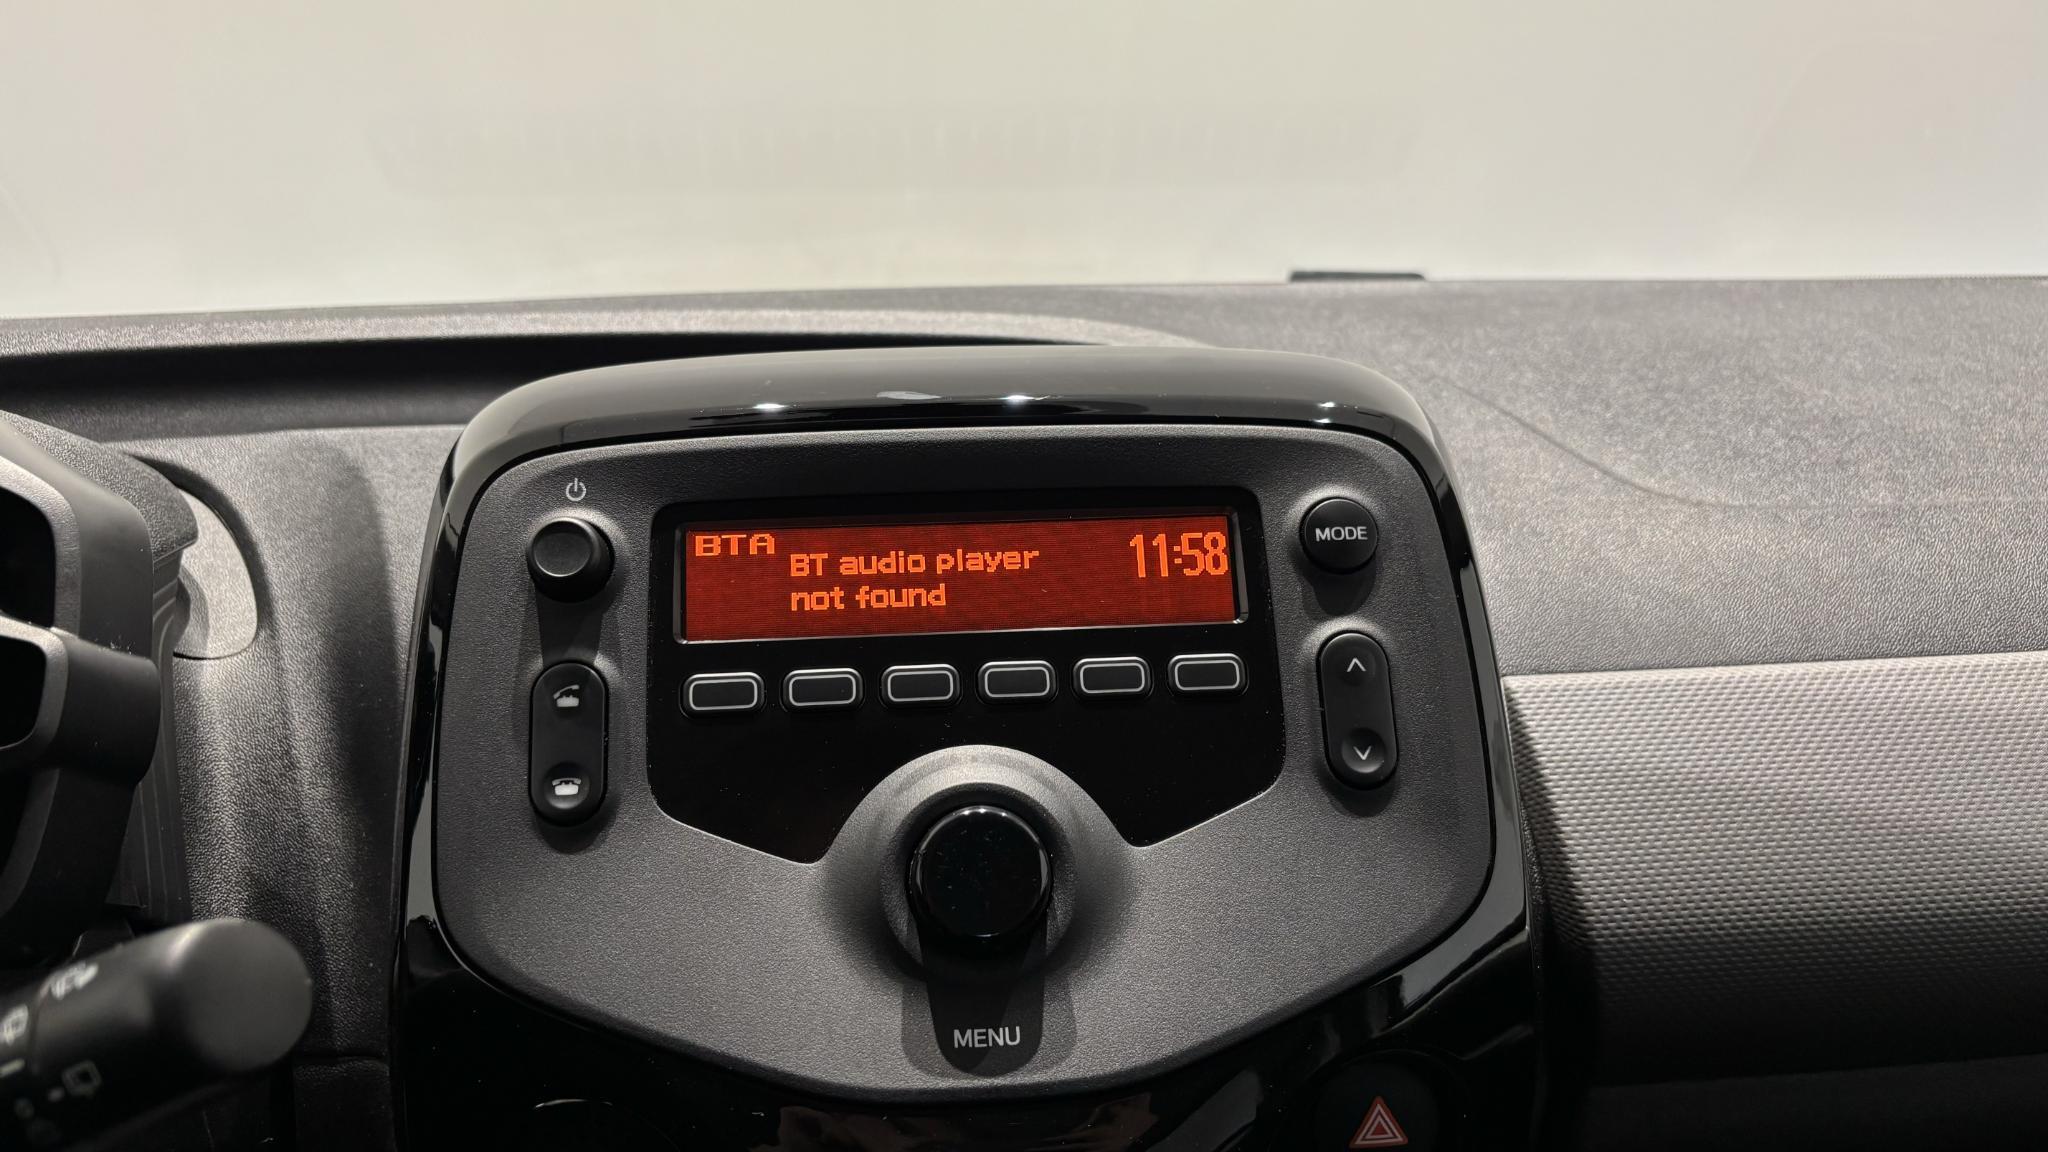 BTA
BT audio player
not found
11:58
MODE
MENU